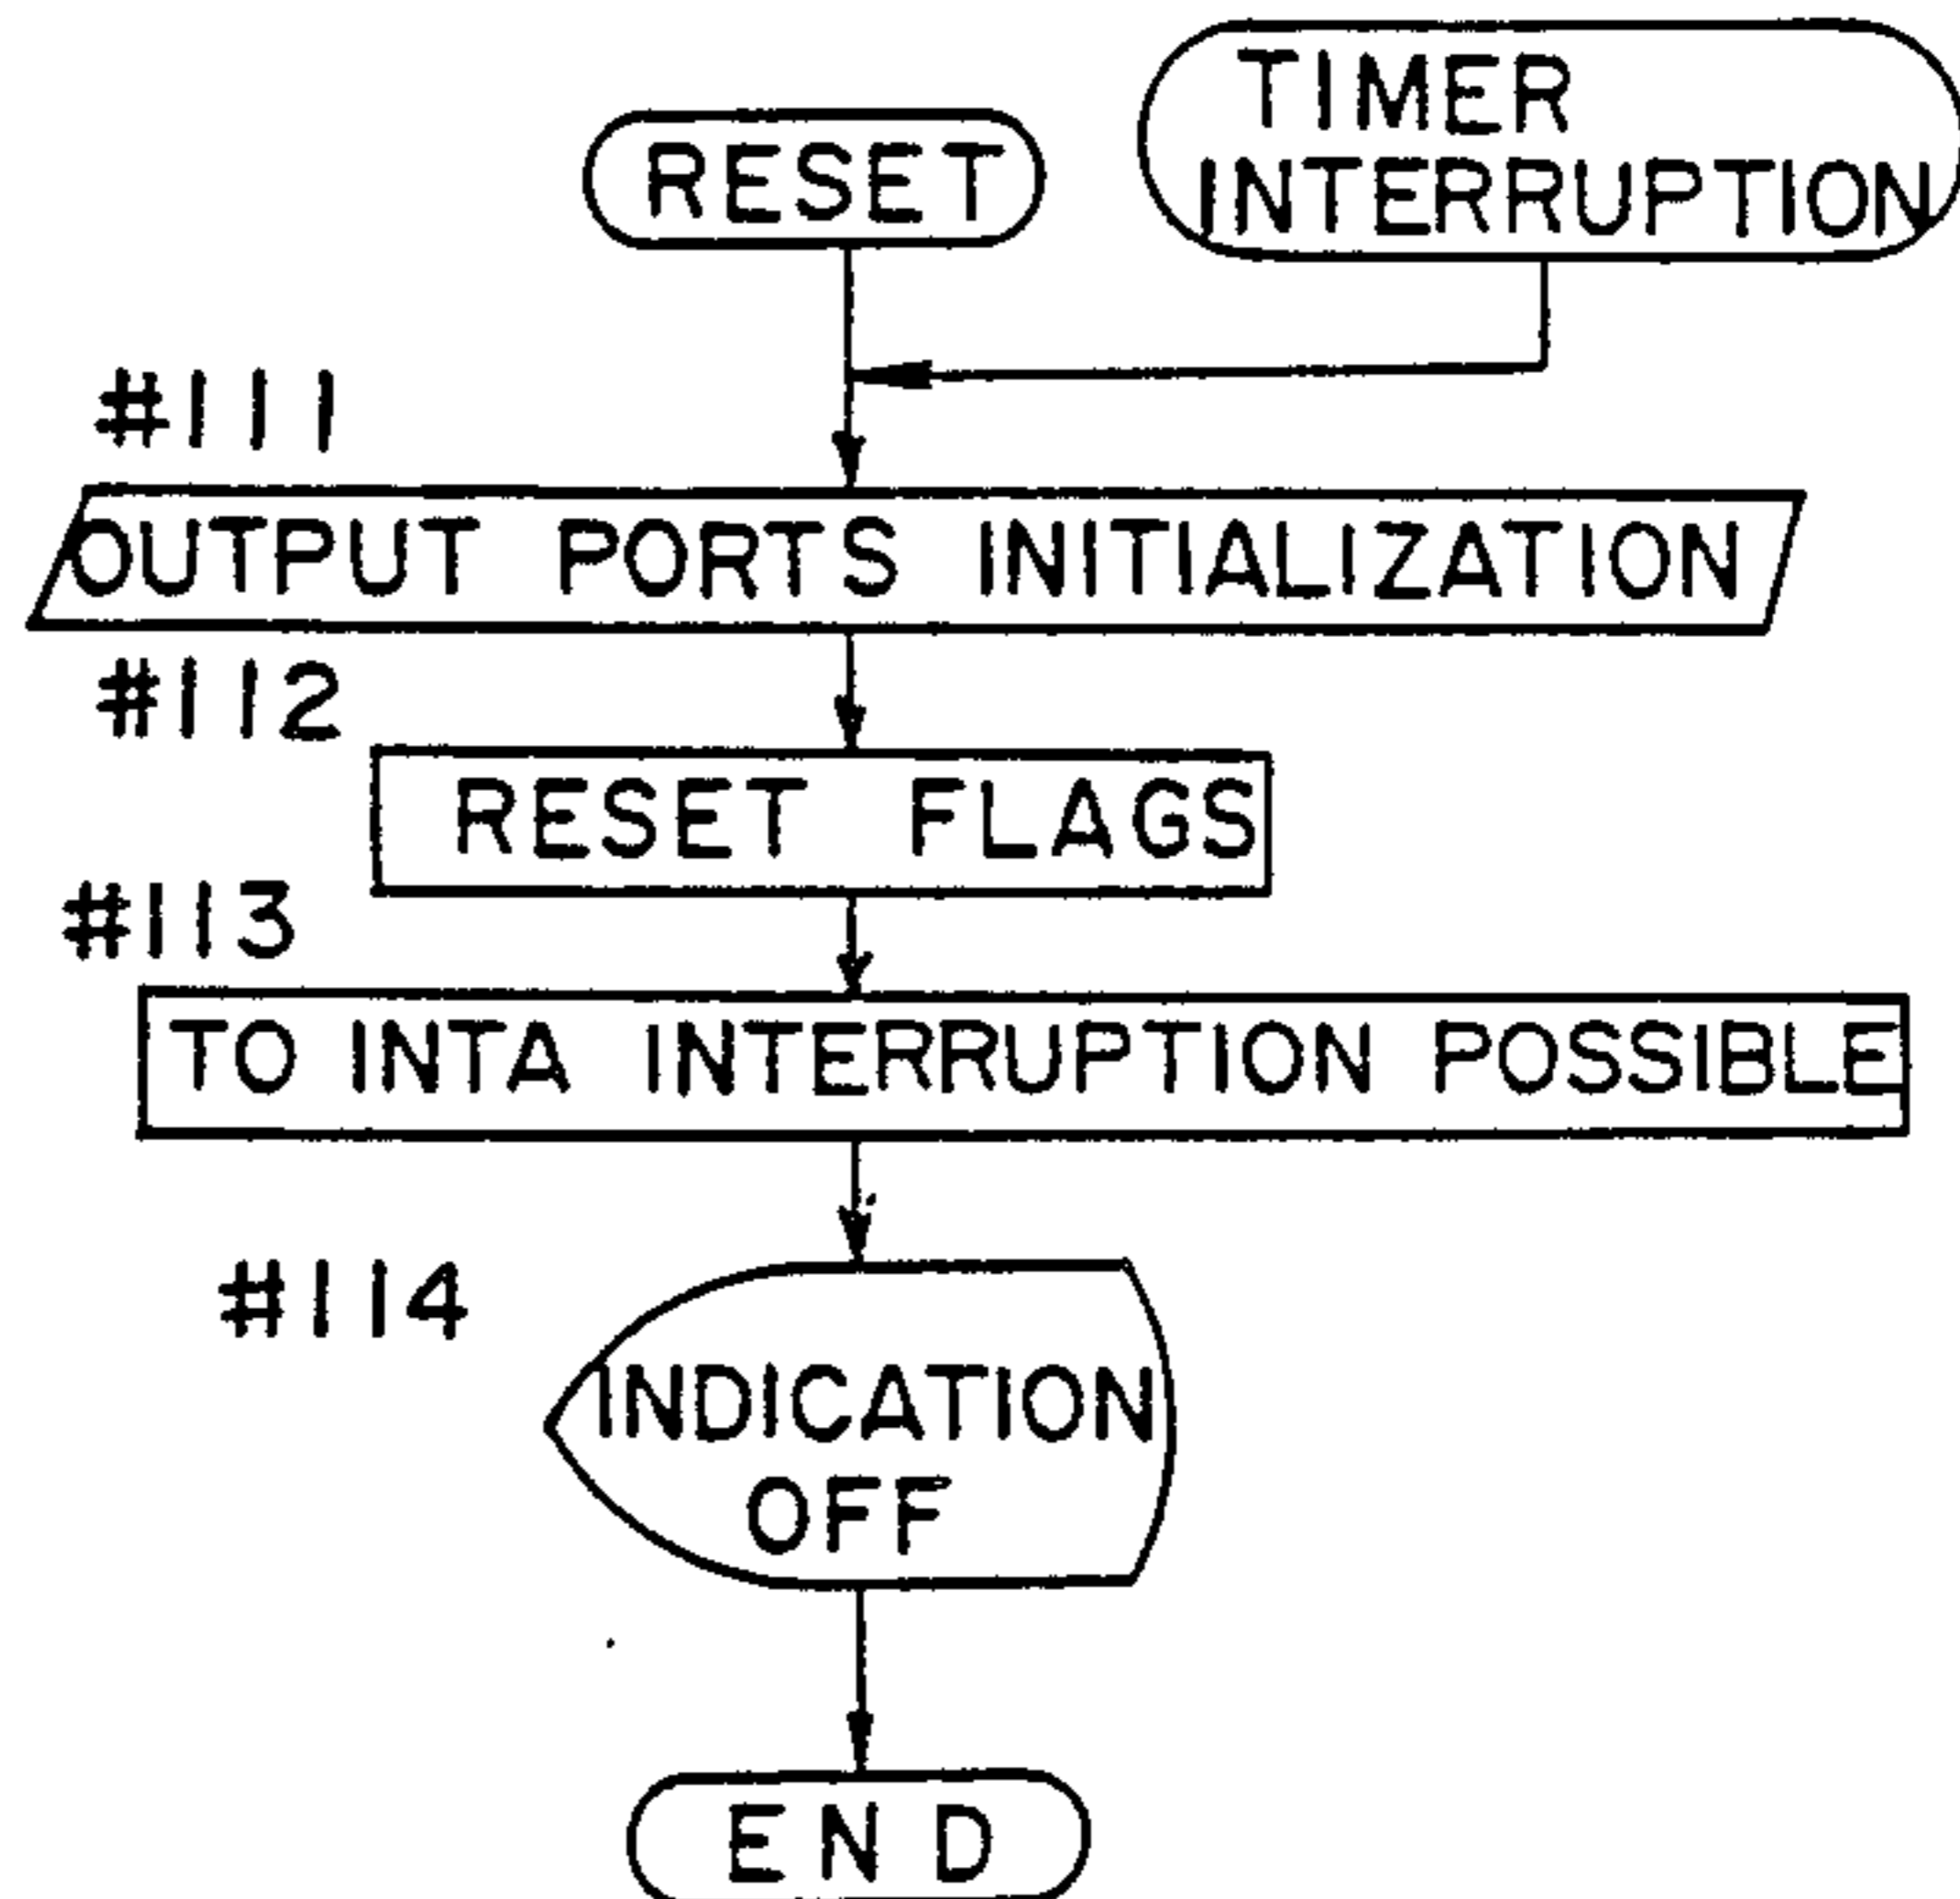 RESET
TIMER
INTERRUPTION
#111
OUTPUT PORTS INITIALIZATION
#112
RESET FLAGS
#113
TO INTA INTERRUPTION POSSIBLE
#114
INDICATION
OFF
END